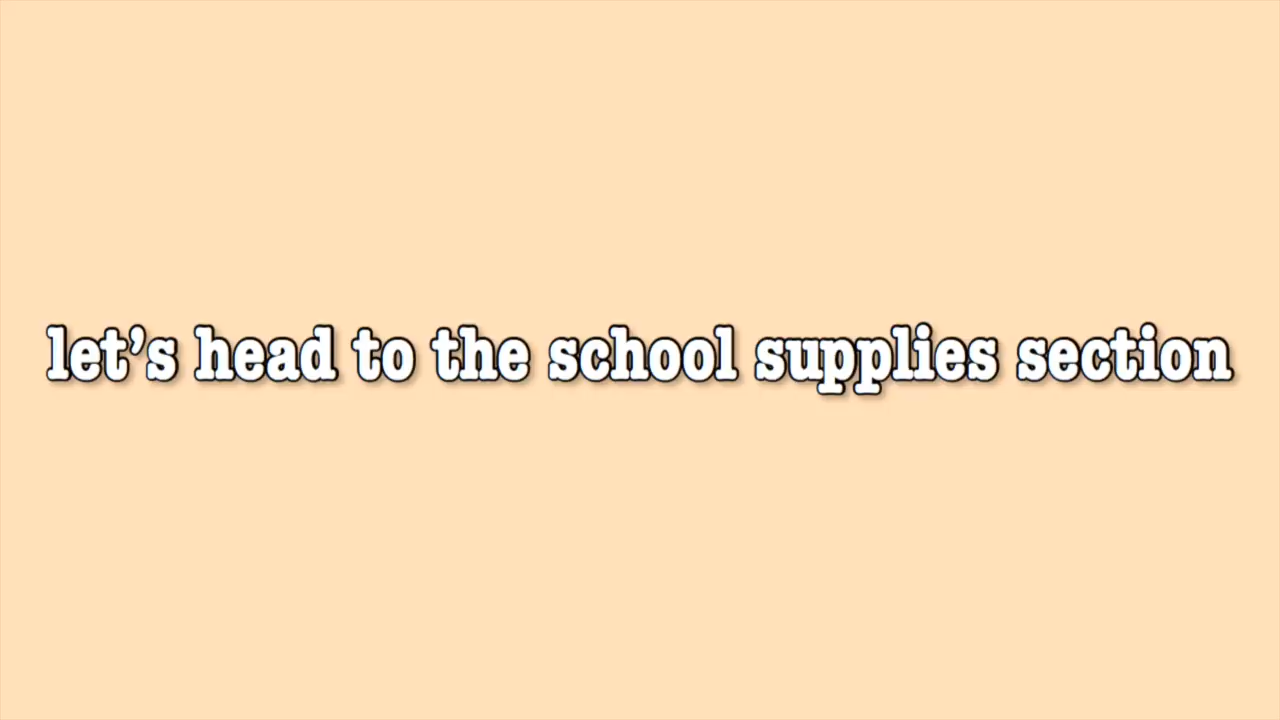 let’s head to the school supplies section